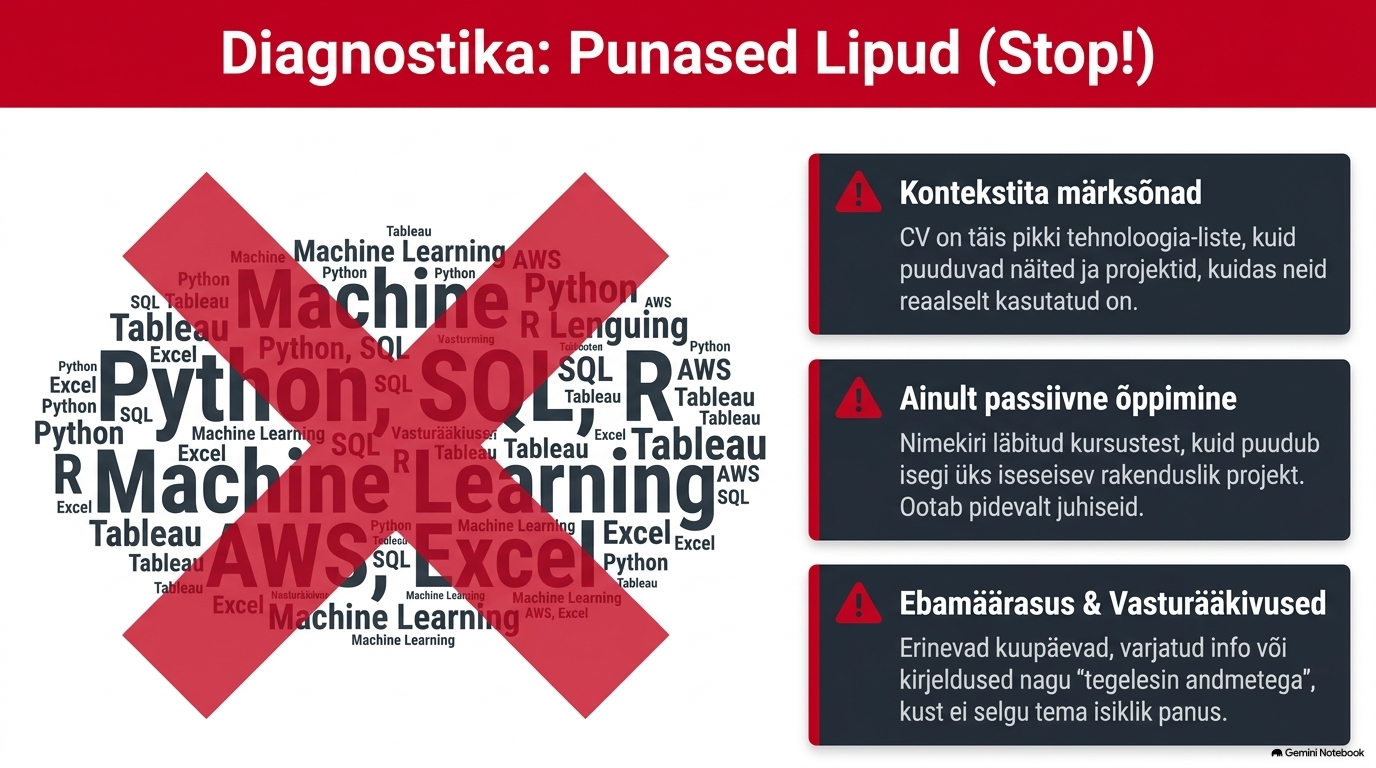 Diagnostika: Punased Lipud (Stop!)
Tableau
Machine Machine Learning AWS
Python Python Python
Machine Python AWS
SQL Tableau
Tableau R Lenguing
Python, SQL Vasturming
Excel Python
Python SQL AWS
Excel Python, SQL, R
SQL Tableau Tableau
Python SQL Tableau
Python Machine Learning Excel Tableau
Excel SQL Tableau Tableau
R R AWS
Machine Learning SQL
Excel
Tableau Python Machine Learning Excel Excel
AWS, Excel
Tableau SQL Python
Tableau Tableau
Excel Machine Learning Machine Learning
Machine Learning AWS, Excel
Machine Learning
Kontekstita märksõnad
CV on täis pikki tehnoloogia-liste, kuid
puuduvad näited ja projektid, kuidas neid
reaalselt kasutatud on.
Ainult passiivne õppimine
Nimekiri läbitud kursustest, kuid puudub
isegi üks iseseisev rakenduslik projekt.
Ootab pidevalt juhiseid.
Ebamäärasus & Vasturääkivused
Erinevad kuupäevad, varjatud info või
kirjeldused nagu “tegelesin andmetega”,
kust ei selgu tema isiklik panus.
Gemini Notebook